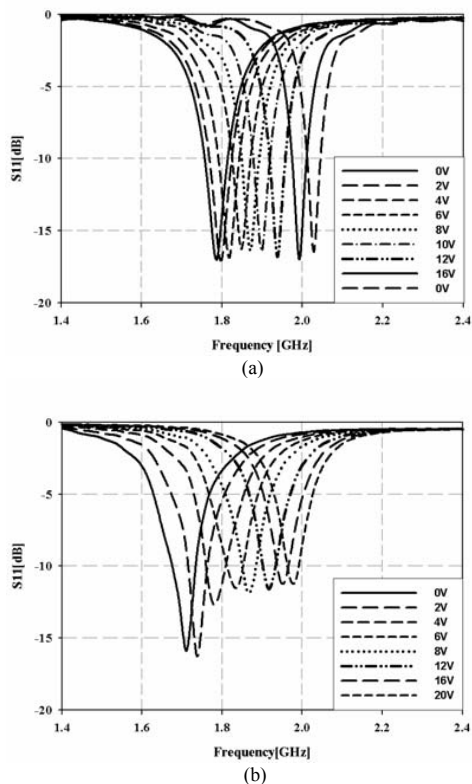 0
-5
-10
-15
-20
S11[dB]
0V
2V
4V
6V
8V
10V
12V
16V
0V
1.4 1.6 1.8 2.0 2.2 2.4
Frequency [GHz]
(a)
0
-5
-10
-15
-20
S11[dB]
0V
2V
4V
6V
8V
12V
16V
20V
1.4 1.6 1.8 2.0 2.2 2.4
Frequency[GHz]
(b)